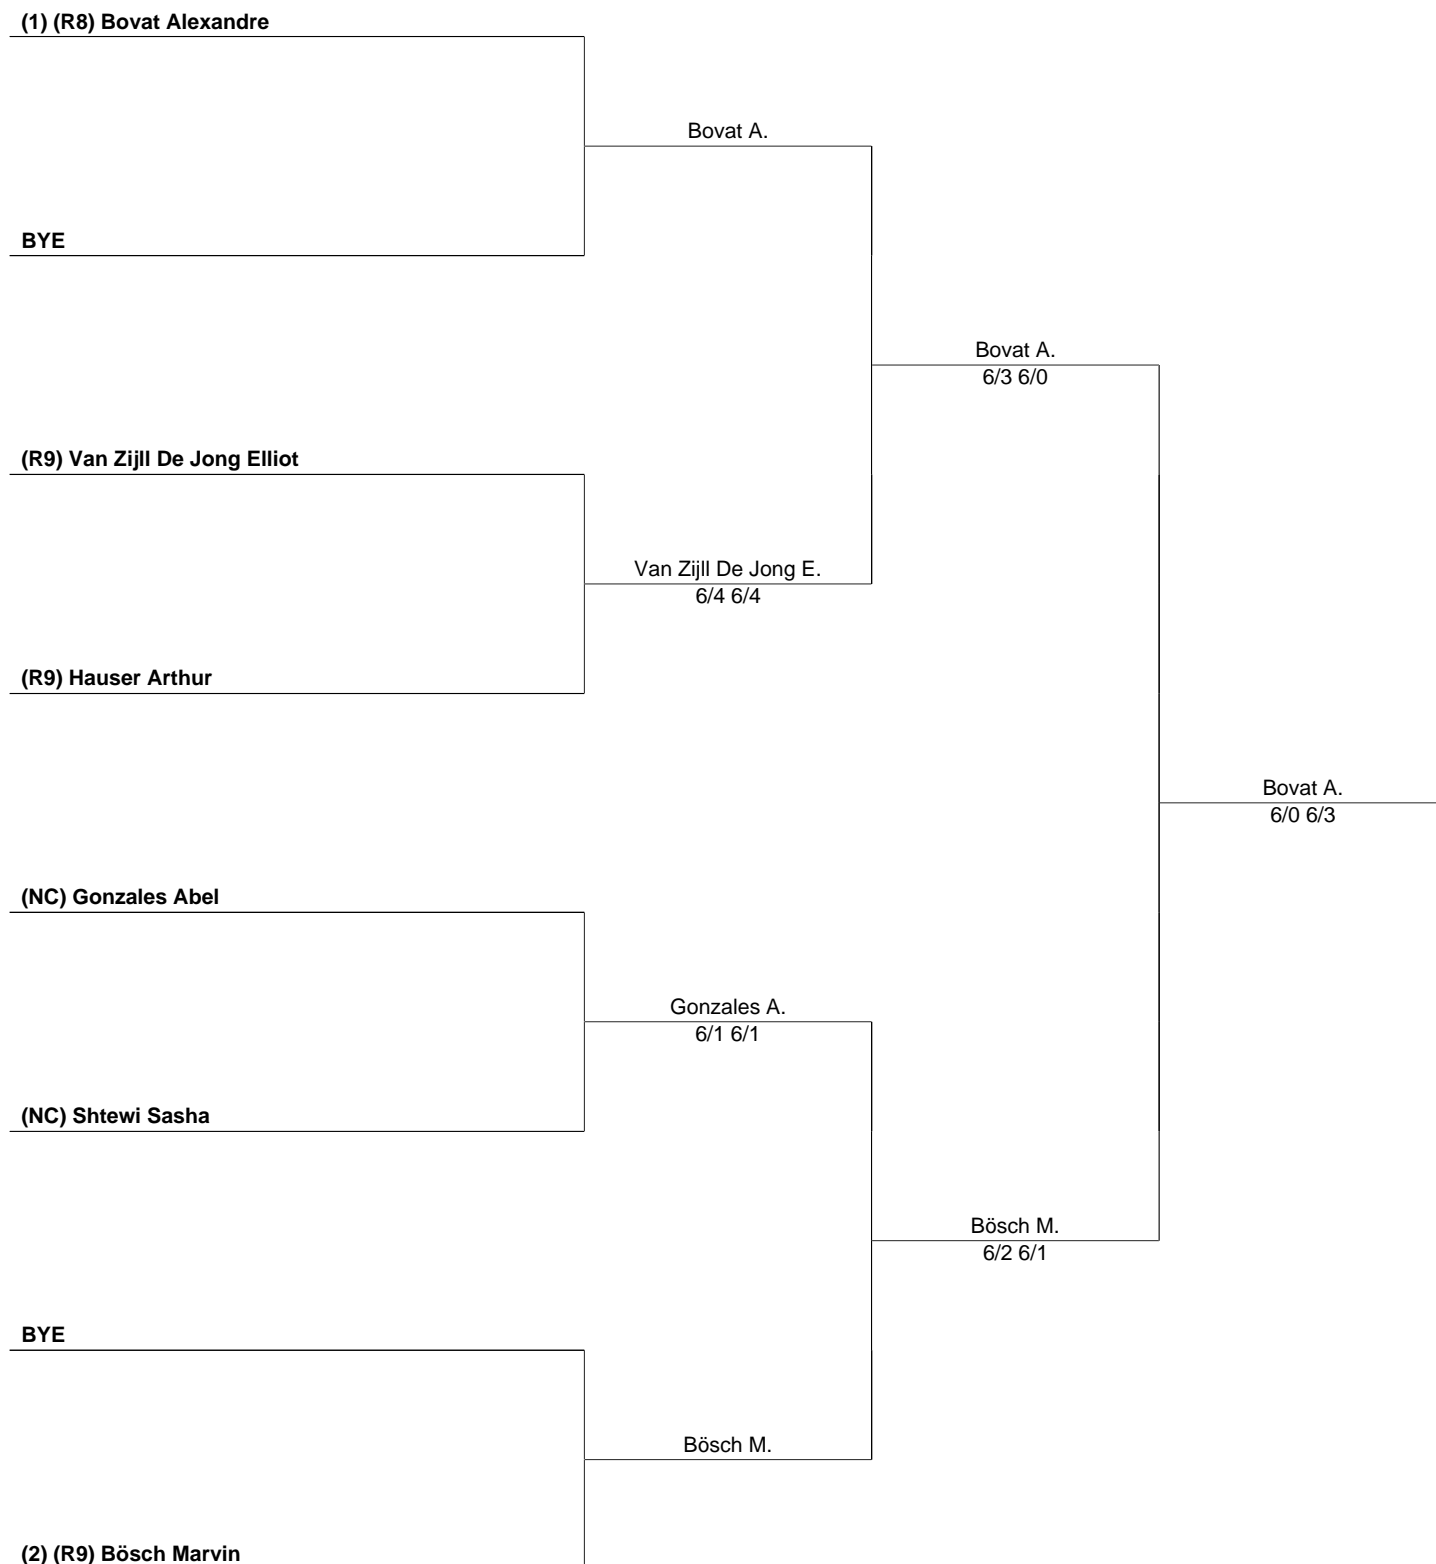 (1) (R8) Bovat Alexandre
Bovat A.
BYE
Bovat A.
6/3 6/0
(R9) Van Zijll De Jong Elliot
Van Zijll De Jong E.
6/4 6/4
(R9) Hauser Arthur
Bovat A.
6/0 6/3
(NC) Gonzales Abel
Gonzales A.
6/1 6/1
(NC) Shtewi Sasha
Bösch M.
6/2 6/1
BYE
Bösch M.
(2) (R9) Bösch Marvin